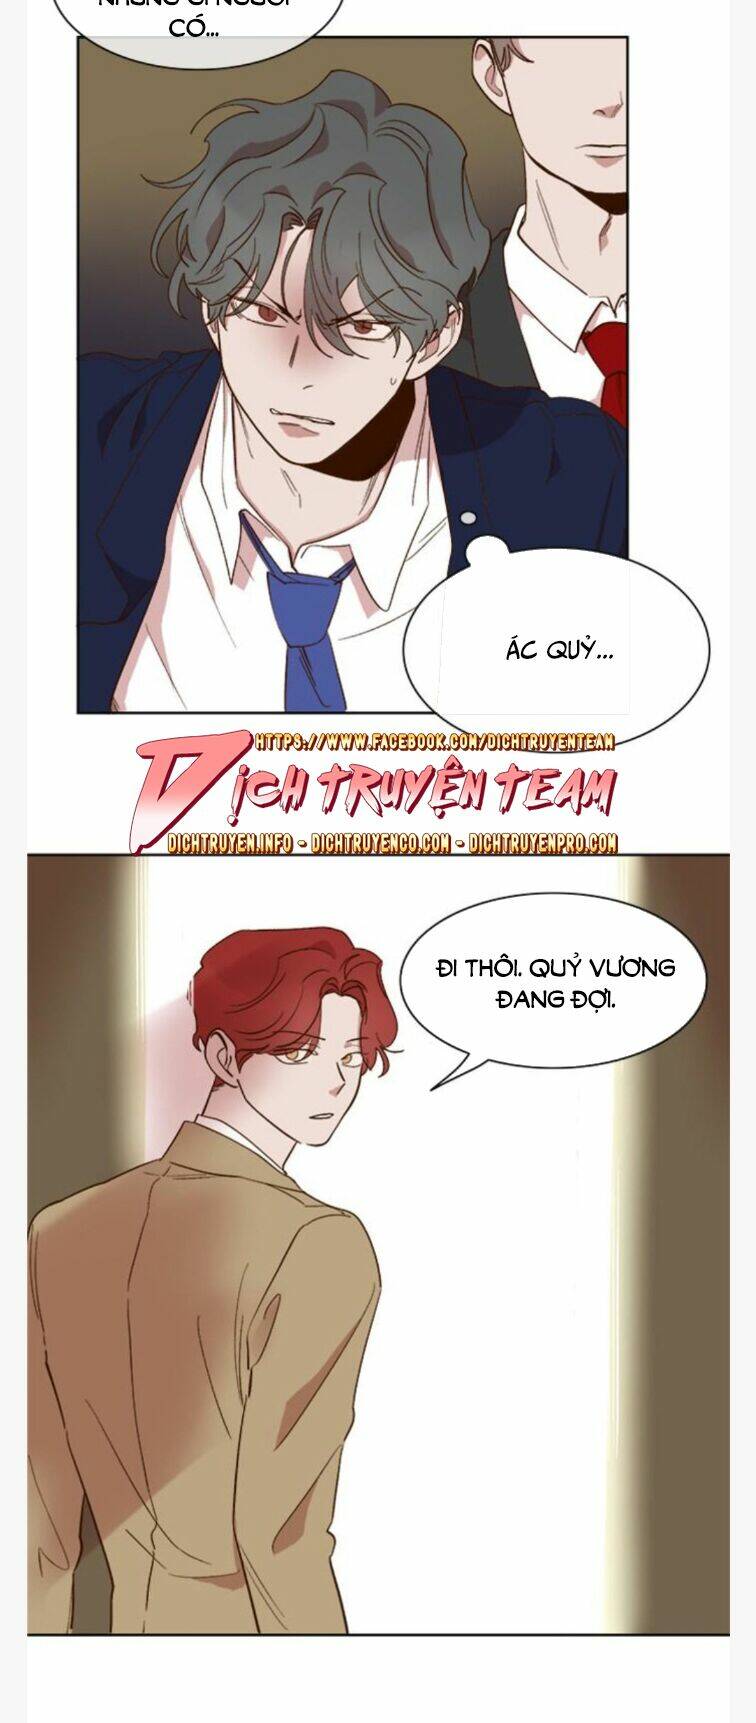 CÓ...
ÁC QUỶ...
HTTPS://WWW.FACEBOOK.COM/DICHTRUYENTEAM
DỊCH TRUYỆN TEAM
DICHTRUYEN.INFO - DICHTRUYENCO.COM - DICHTRUYENPRO.COM
ĐI THÔI. QUỶ VƯƠNG
ĐANG ĐỢI.